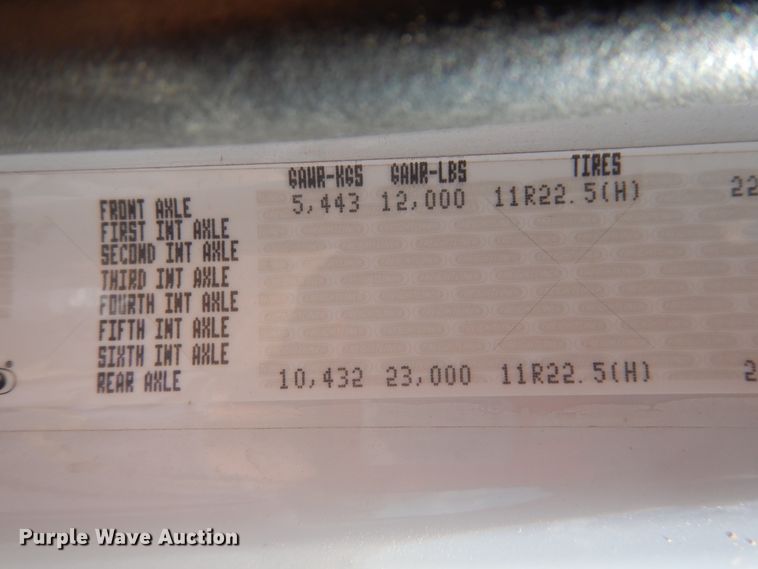 GAWR-KGS GAWR-LBS TIRES
FRONT AXLE 5,443 12,000 11R22.5(H) 22
FIRST INT AXLE
SECOND INT AXLE
THIRD INT AXLE
FOURTH INT AXLE
FIFTH INT AXLE
SIXTH INT AXLE
REAR AXLE 10,432 23,000 11R22.5(H) 2
Purple Wave Auction